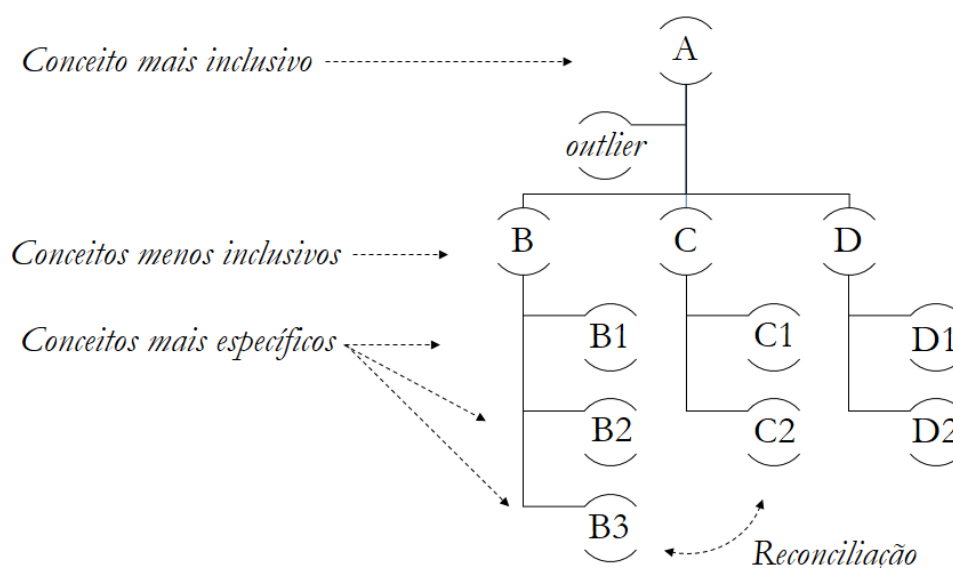 A
Conceito mais inclusivo
outlier
B
C
D
Conceitos menos inclusivos
B1
C1
D1
Conceitos mais específicos
B2
C2
D2
B3
Reconciliação